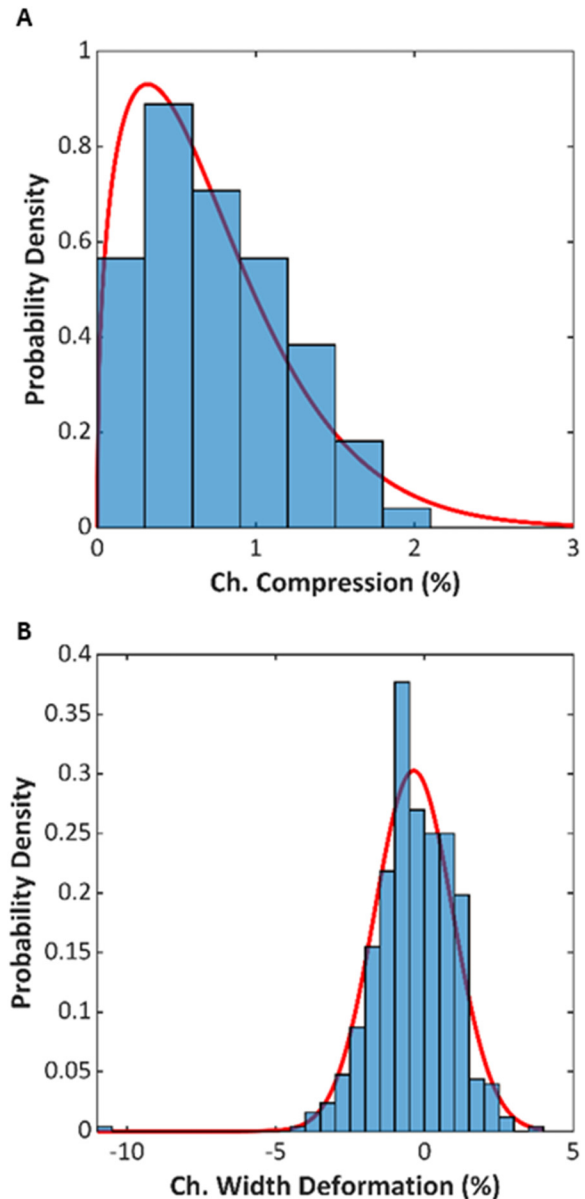 A
1
0.8
0.6
0.4
0.2
0
0 1 2 3
Probability Density
Ch. Compression (%)
B
0.4
0.35
0.3
0.25
0.2
0.15
0.1
0.05
0
-10 -5 0 5
Probability Density
Ch. Width Deformation (%)